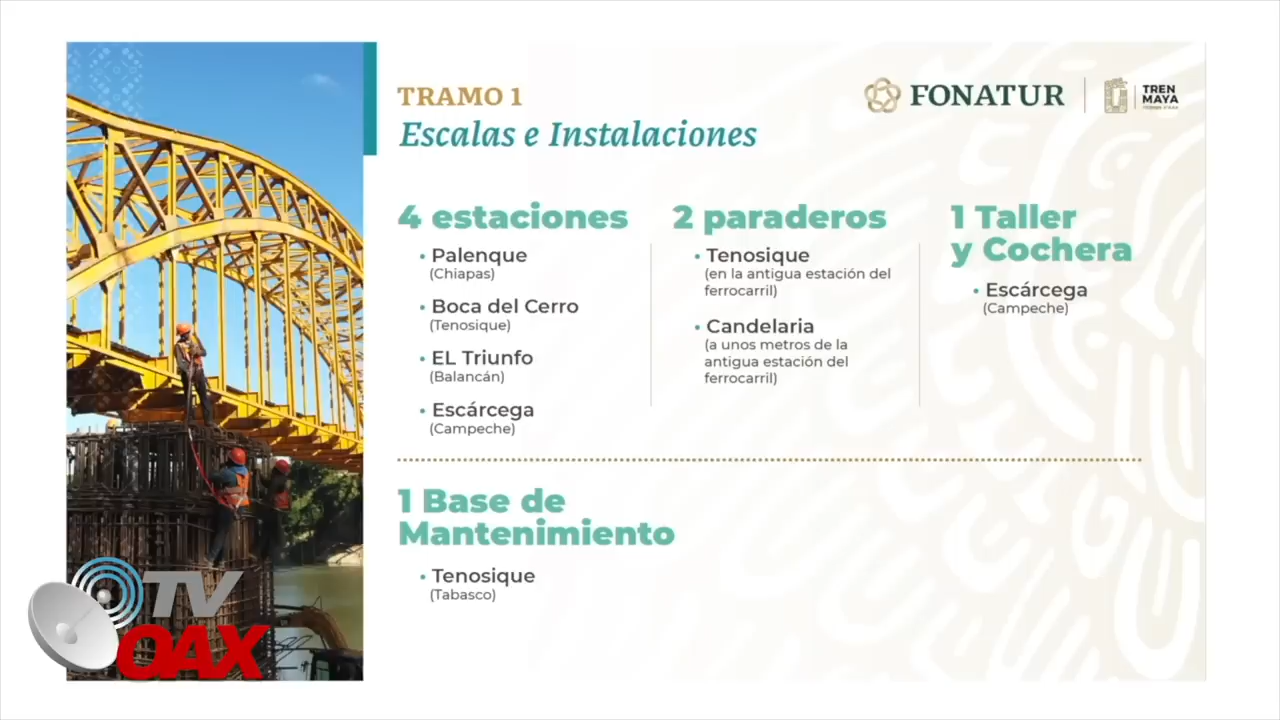 TRAMO 1
Escalas e Instalaciones
FONATUR
TREN
MAYA
4 estaciones
• Palenque
(Chiapas)
• Boca del Cerro
(Tenosique)
• EL Triunfo
(Balancán)
• Escárcega
(Campeche)
2 paraderos
• Tenosique
(en la antigua estación del
ferrocarril)
• Candelaria
(a unos metros de la
antigua estación del
ferrocarril)
1 Taller
y Cochera
• Escárcega
(Campeche)
1 Base de
Mantenimiento
• Tenosique
(Tabasco)
TV
OAX